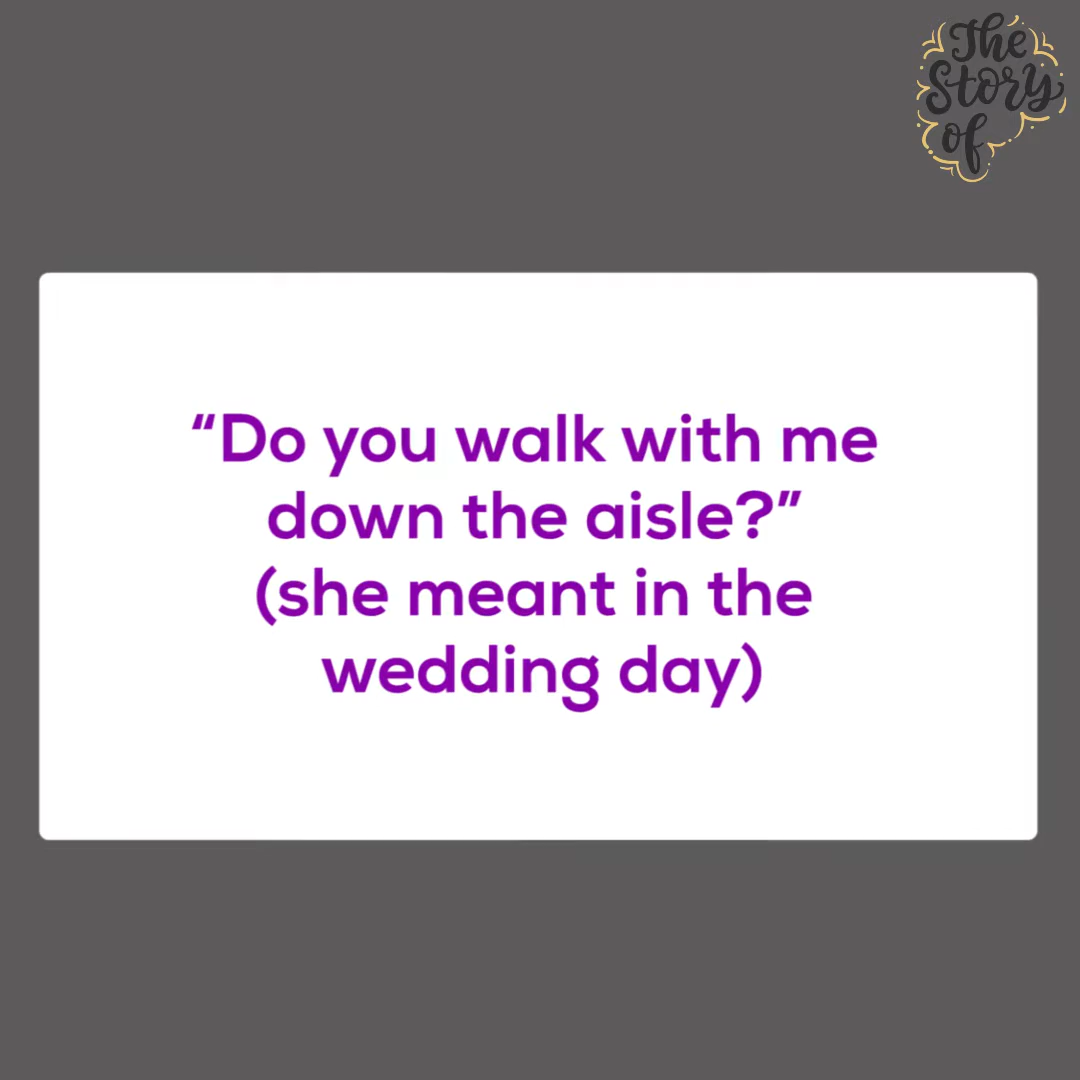 The
Story
of
“Do you walk with me
down the aisle?”
(she meant in the
wedding day)